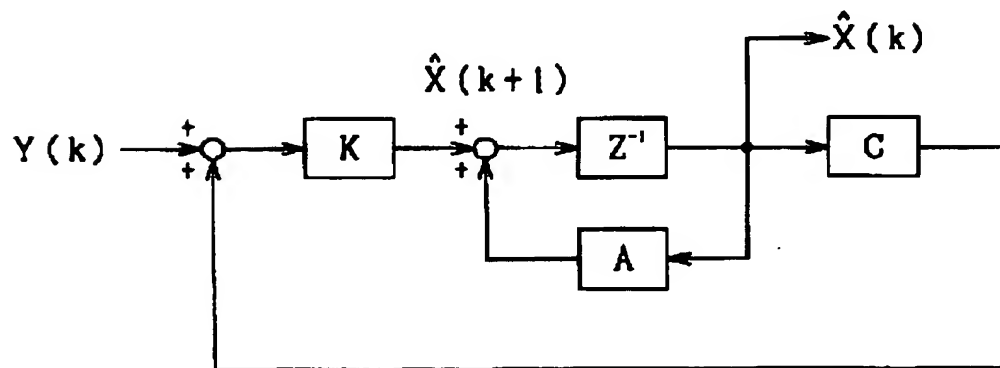 X̂(k)
X̂(k+1)
Y(k)
+
+
K
+
+
Z⁻¹
C
A